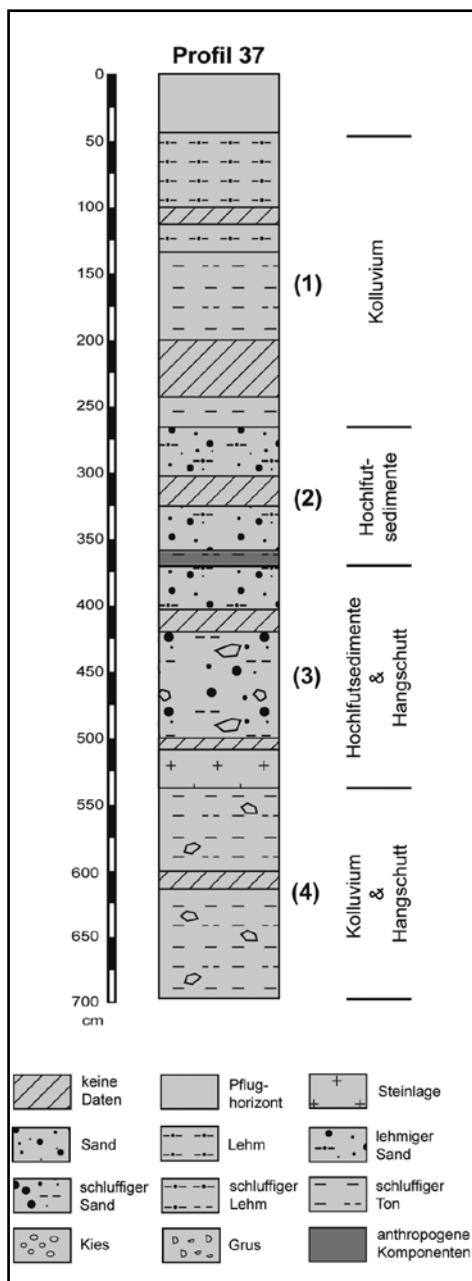 Profil 37
0
50
100
150
200
250
300
350
400
450
500
550
600
650
700
cm
(1)
Kolluvium
(2)
Hochlfut-
sedimente
(3)
Hochlfutsedimente
&
Hangschutt
(4)
Kolluvium
&
Hangschutt
keine
Daten
Pflug-
horizont
Steinlage
Sand
Lehm
lehmiger
Sand
schluffiger
Sand
schluffiger
Lehm
schluffiger
Ton
Kies
Grus
anthropogene
Komponenten